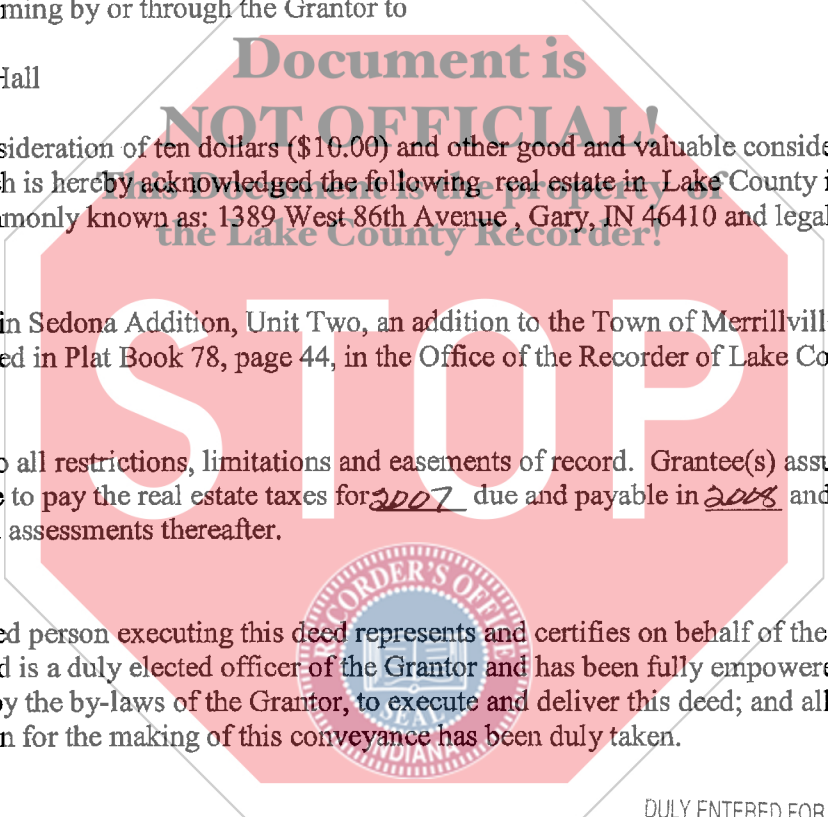 ming by or through the Grantor to
Document is
Hall
NOT OFFICIAL!
sideration of ten dollars ($10.00) and other good and valuable conside
This Document is the property of
h is hereby acknowledged the following real estate in Lake County i
mmonly known as: 1389 West 86th Avenue , Gary, IN 46410 and legal
the Lake County Recorder!
in Sedona Addition, Unit Two, an addition to the Town of Merrillvill
ed in Plat Book 78, page 44, in the Office of the Recorder of Lake Co
STOP
o all restrictions, limitations and easements of record. Grantee(s) assu
e to pay the real estate taxes for 2007 due and payable in 2008 and
assessments thereafter.
RECORDER'S OFFICE
ed person executing this deed represents and certifies on behalf of the
d is a duly elected officer of the Grantor and has been fully empowere
by the by-laws of the Grantor, to execute and deliver this deed; and all
SEAL
n for the making of this conveyance has been duly taken.
INDIANA
DULY ENTERED FOR